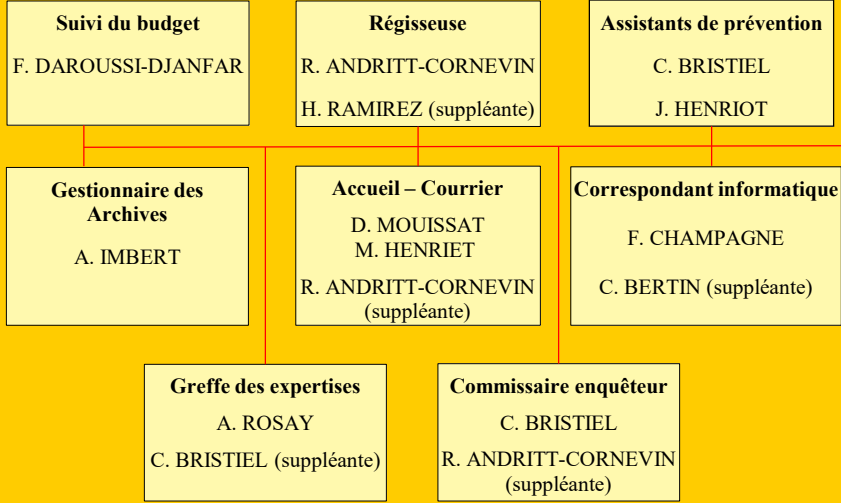 Suivi du budget
F. DAROUSSI-DJANFAR
Régisseuse
R. ANDRITT-CORNEVIN
H. RAMIREZ (suppléante)
Assistants de prévention
C. BRISTIEL
J. HENRIOT
Gestionnaire des
Archives
A. IMBERT
Accueil – Courrier
D. MOUISSAT
M. HENRIET
R. ANDRITT-CORNEVIN
(suppléante)
Correspondant informatique
F. CHAMPAGNE
C. BERTIN (suppléante)
Greffe des expertises
A. ROSAY
C. BRISTIEL (suppléante)
Commissaire enquêteur
C. BRISTIEL
R. ANDRITT-CORNEVIN
(suppléante)